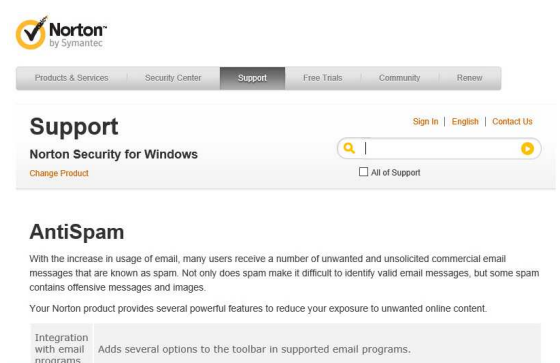 Norton™
by Symantec
Products & Services Security Center Support Free Trials Community Renew
Sign In | English | Contact Us
Support
Norton Security for Windows
Change Product
All of Support
AntiSpam
With the increase in usage of email, many users receive a number of unwanted and unsolicited commercial email
messages that are known as spam. Not only does spam make it difficult to identify valid email messages, but some spam
contains offensive messages and images.
Your Norton product provides several powerful features to reduce your exposure to unwanted online content.
Integration
with email
programs
Adds several options to the toolbar in supported email programs.